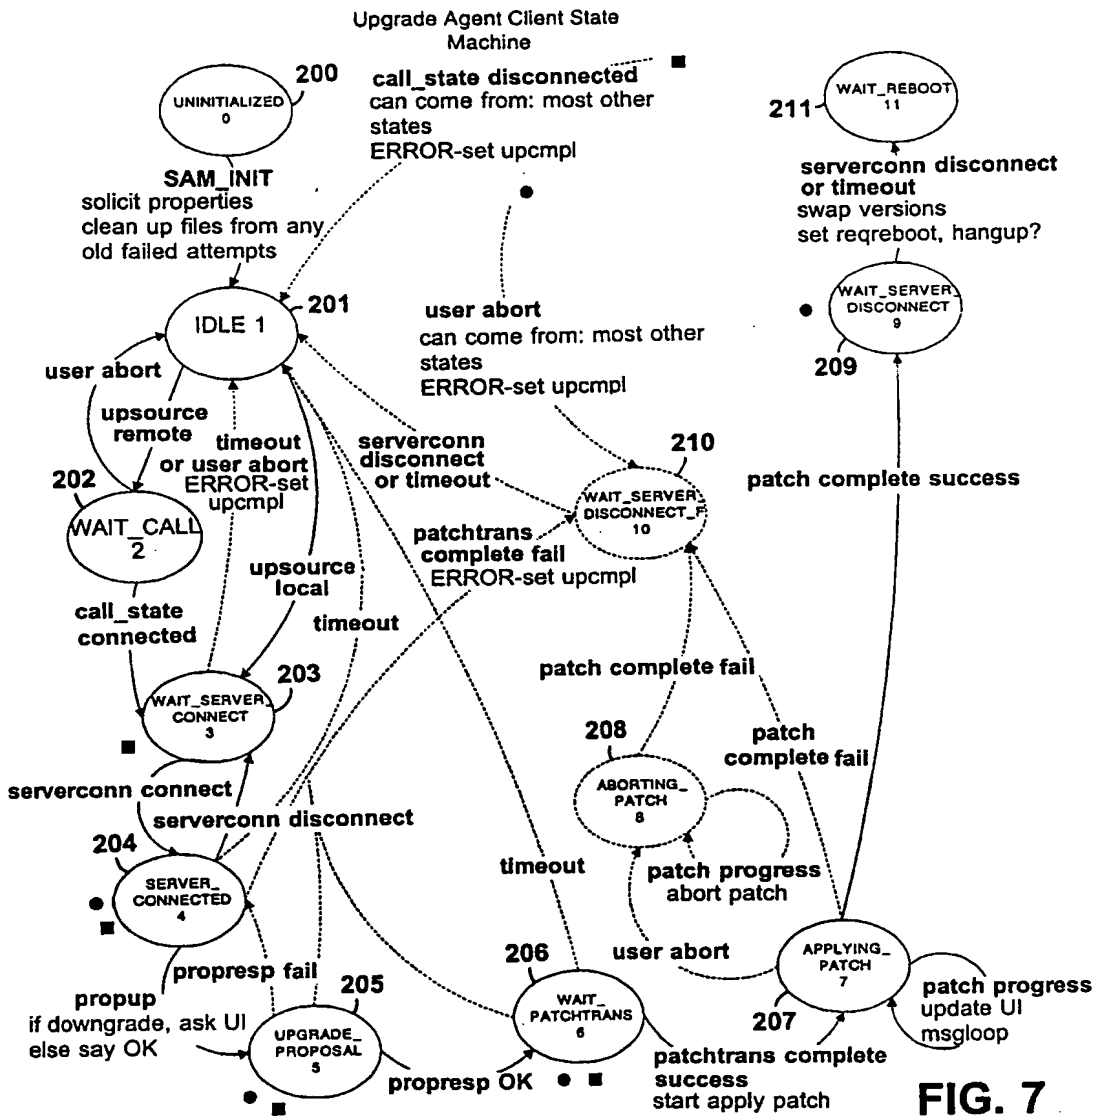 Upgrade Agent Client State
Machine
UNINITIALIZED
0
200
SAM_INIT
solicit properties
clean up files from any
old failed attempts
call_state disconnected
can come from: most other
states
ERROR-set upcmpl
WAIT_REBOOT
11
211
serverconn disconnect
or timeout
swap versions
set reqreboot, hangup?
IDLE 1
201
user abort
can come from: most other
states
ERROR-set upcmpl
WAIT_SERVER_
DISCONNECT
9
209
user abort
upsource
remote
timeout
or user abort
ERROR-set
upcmpl
serverconn
disconnect
or timeout
210
WAIT_SERVER_
DISCONNECT_F
10
patch complete success
202
WAIT_CALL
2
patchtrans
complete fail
ERROR-set upcmpl
upsource
local
call_state
connected
timeout
203
WAIT_SERVER_
CONNECT
3
patch complete fail
208
ABORTING_
PATCH
8
patch
complete fail
serverconn connect
serverconn disconnect
204
SERVER_
CONNECTED
4
timeout
patch progress
abort patch
user abort
APPLYING_
PATCH
7
207
patch progress
update UI
msgloop
propresp fail
propup
if downgrade, ask UI
else say OK
205
UPGRADE_
PROPOSAL
5
206
WAIT_
PATCHTRANS
6
propresp OK
patchtrans complete
success
start apply patch
FIG. 7